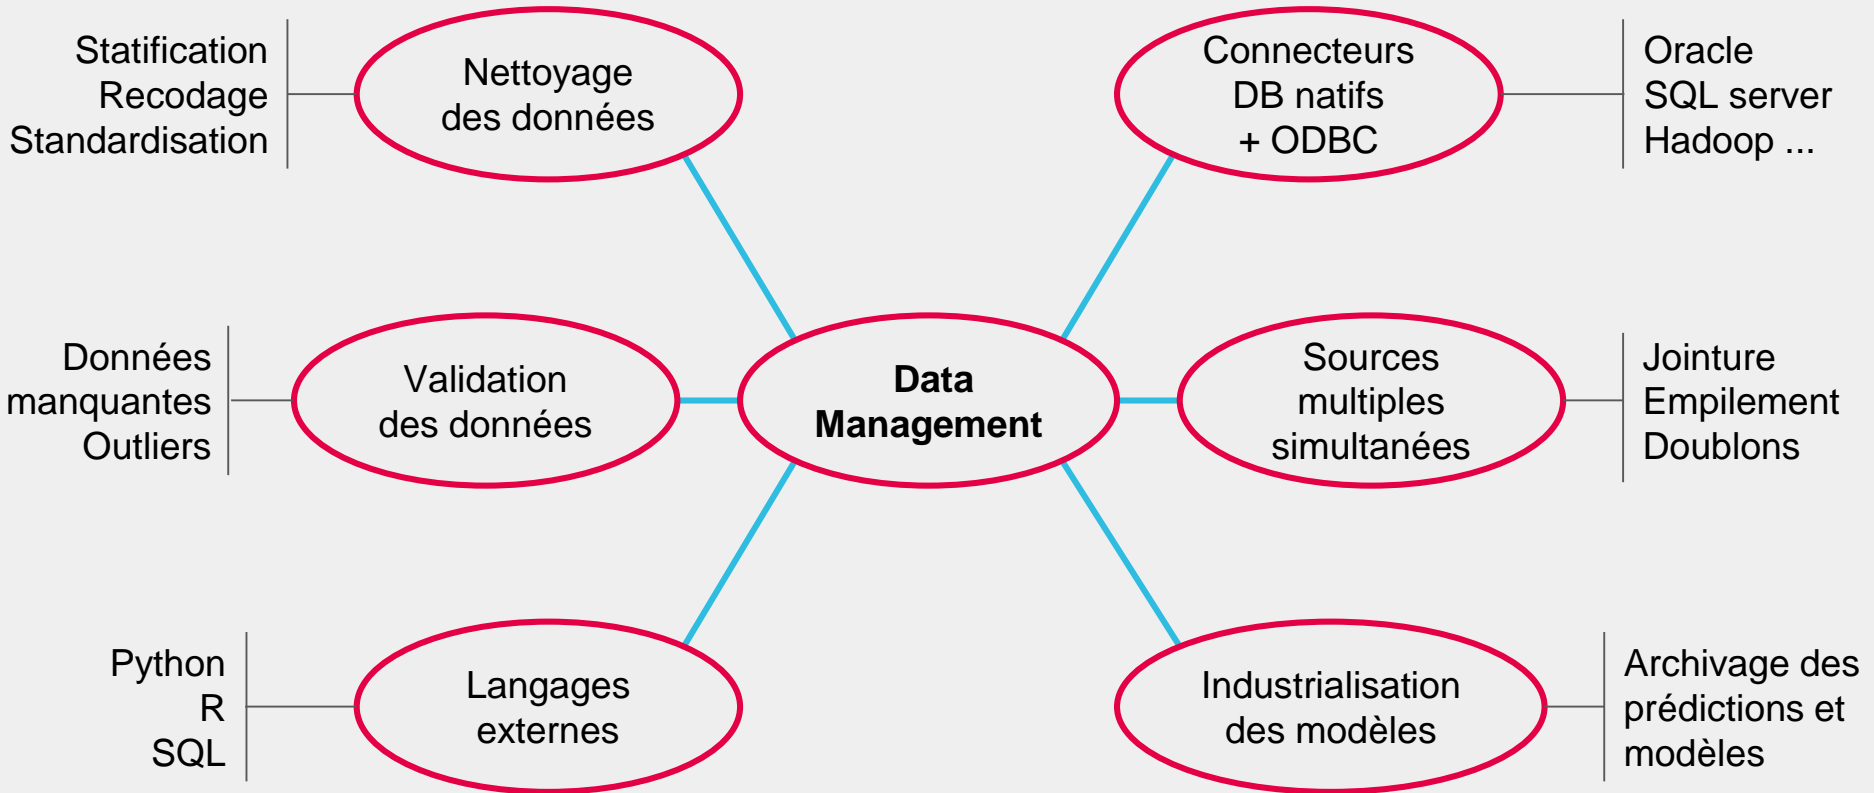 Statification
Recodage
Standardisation
Nettoyage
des données
Connecteurs
DB natifs
+ ODBC
Oracle
SQL server
Hadoop ...
Données
manquantes
Outliers
Validation
des données
Data
Management
Sources
multiples
simultanées
Jointure
Empilement
Doublons
Python
R
SQL
Langages
externes
Industrialisation
des modèles
Archivage des
prédictions et
modèles